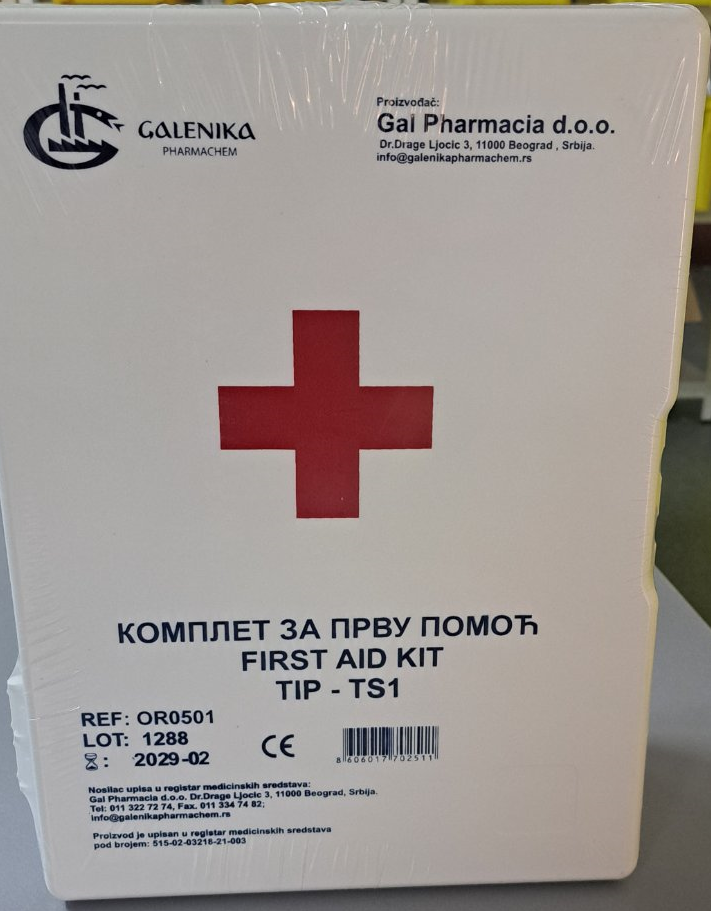 GALENIKA
PHARMACHEM
Proizvođač:
Gal Pharmacia d.o.o.
Dr.Drage Ljocic 3, 11000 Beograd , Srbija.
info@galenikapharmachem.rs
КОМПЛЕТ ЗА ПРВУ ПОМОЋ
FIRST AID KIT
TIP - TS1
REF: OR0501
LOT: 1288
: 2029-02
CE
8606017702511
Nosilac upisa u registar medicinskih sredstava:
Gal Pharmacia d.o.o. Dr.Drage Ljocic 3, 11000 Beograd, Srbija.
Tel: 011 322 72 74, Fax. 011 334 74 82;
info@galenikapharmachem.rs
Proizvod je upisan u registar medicinskih sredstava
pod brojem: 515-02-03218-21-003